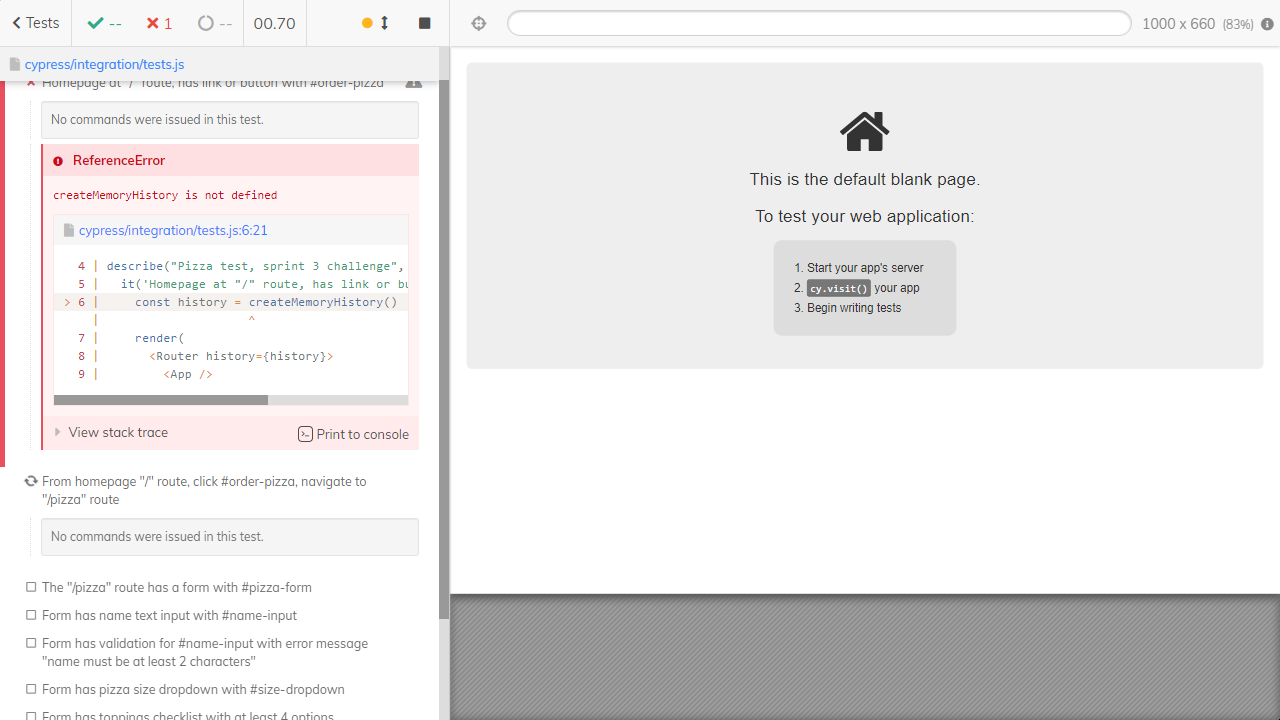 Tests
--
1
--
00.70
1000 x 660 (83%)
cypress/integration/tests.js
Homepage at "/" route, has link or button with #order-pizza
No commands were issued in this test.
ReferenceError
createMemoryHistory is not defined
cypress/integration/tests.js:6:21
4 | describe("Pizza test, sprint 3 challenge",
5 |   it('Homepage at "/" route, has link or bu
> 6 |     const history = createMemoryHistory()
|                     ^
7 |     render(
8 |       <Router history={history}>
9 |         <App />
View stack trace
Print to console
From homepage "/" route, click #order-pizza, navigate to
"/pizza" route
No commands were issued in this test.
The "/pizza" route has a form with #pizza-form
Form has name text input with #name-input
Form has validation for #name-input with error message
"name must be at least 2 characters"
Form has pizza size dropdown with #size-dropdown
Form has toppings checklist with at least 4 options
This is the default blank page.
To test your web application:
1. Start your app's server
2. cy.visit() your app
3. Begin writing tests